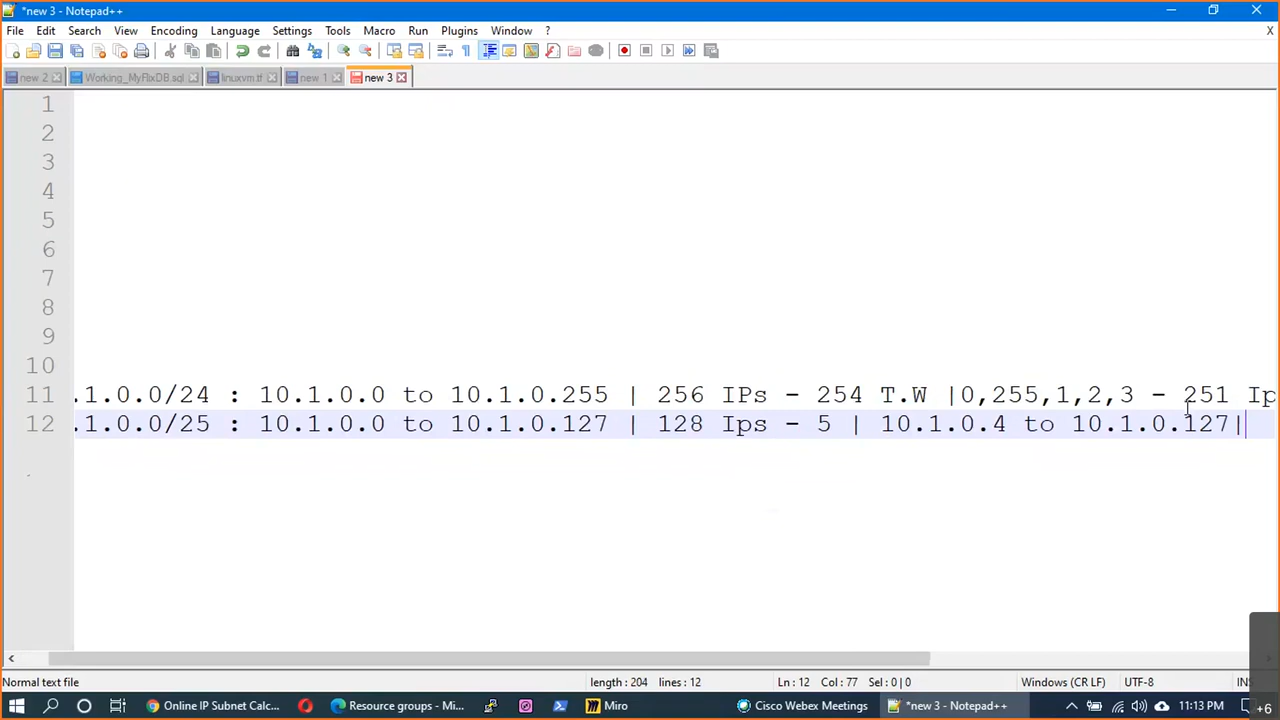 *new 3 - Notepad++
File Edit Search View Encoding Language Settings Tools Macro Run Plugins Window ? X
new 2 Working_MyFlixDB.sql linuxvm.tf new 1 new 3
1
2
3
4
5
6
7
8
9
10
11 .1.0.0/24 : 10.1.0.0 to 10.1.0.255 | 256 IPs - 254 T.W |0,255,1,2,3 - 251 Ip
12 .1.0.0/25 : 10.1.0.0 to 10.1.0.127 | 128 Ips - 5 | 10.1.0.4 to 10.1.0.127|
Normal text file length : 204 lines : 12 Ln : 12 Col : 77 Sel : 0 | 0 Windows (CR LF) UTF-8 INS
Online IP Subnet Calc... Resource groups - Mi... Miro Cisco Webex Meetings *new 3 - Notepad++ 11:13 PM +6